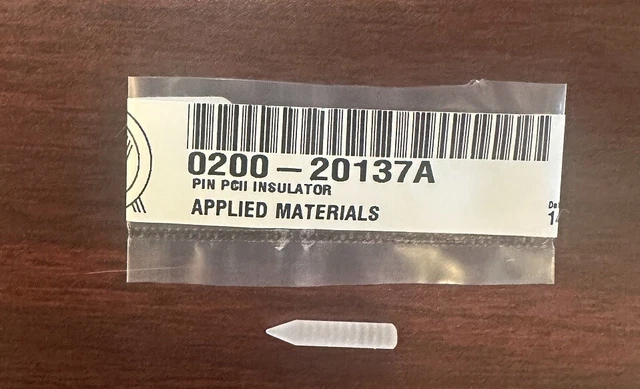 0200-20137A
PIN PCII INSULATOR
APPLIED MATERIALS